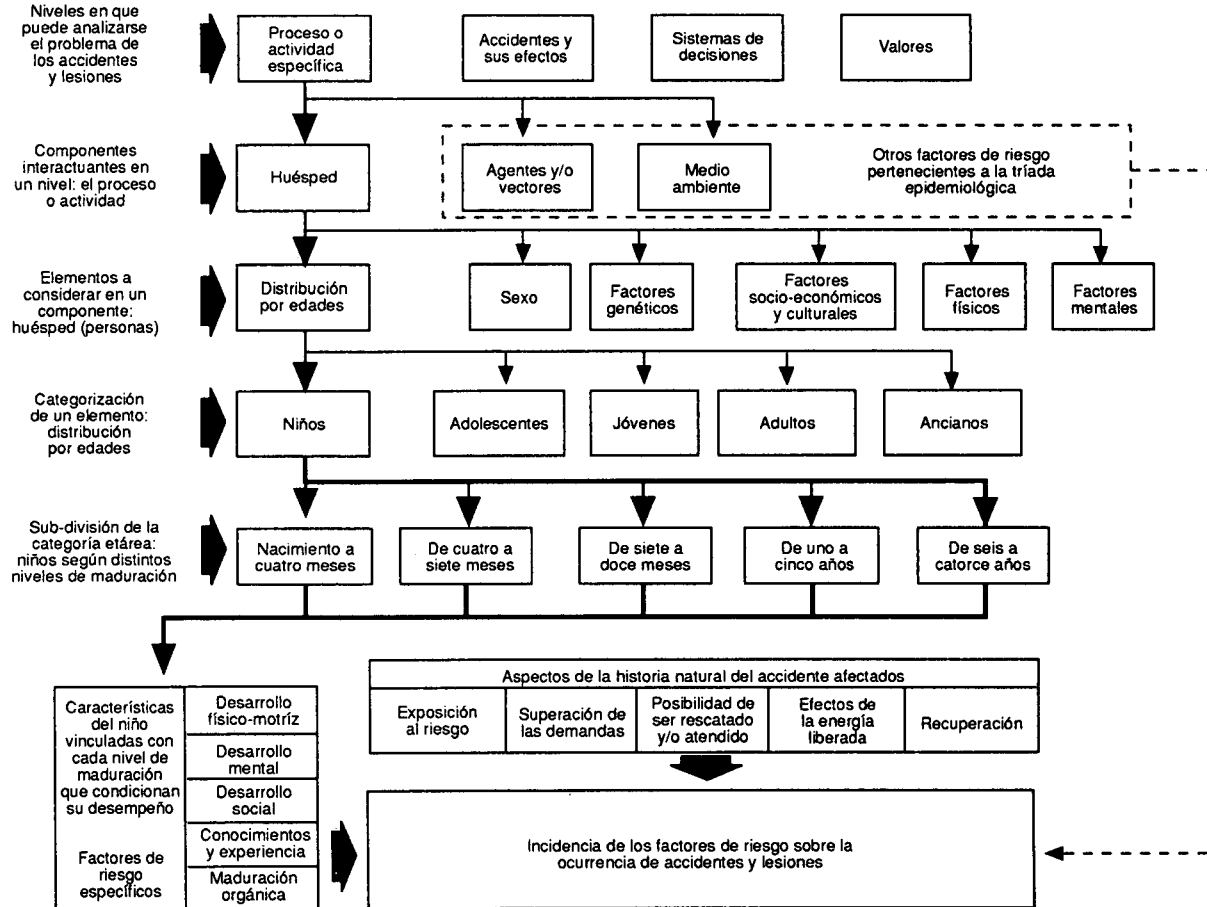 Niveles en que
puede analizarse
el problema de
los accidentes
y lesiones
Proceso o
actividad
específica
Accidentes y
sus efectos
Sistemas de
decisiones
Valores
Componentes
interactuantes en
un nivel: el proceso
o actividad
Huésped
Agentes y/o
vectores
Medio
ambiente
Otros factores de riesgo
pertenecientes a la tríada
epidemiológica
Elementos a
considerar en un
componente:
huésped (personas)
Distribución
por edades
Sexo
Factores
genéticos
Factores
socio-económicos
y culturales
Factores
físicos
Factores
mentales
Categorización
de un elemento:
distribución
por edades
Niños
Adolescentes
Jóvenes
Adultos
Ancianos
Sub-división de la
categoría etárea:
niños según distintos
niveles de maduración
Nacimiento a
cuatro meses
De cuatro a
siete meses
De siete a
doce meses
De uno a
cinco años
De seis a
catorce años
Características
del niño
vinculadas con
cada nivel de
maduración
que condicionan
su desempeño
Factores de
riesgo
específicos
Desarrollo
físico-motríz
Desarrollo
mental
Desarrollo
social
Conocimientos
y experiencia
Maduración
orgánica
Aspectos de la historia natural del accidente afectados
Exposición
al riesgo
Superación de
las demandas
Posibilidad de
ser rescatado
y/o atendido
Efectos de
la energía
liberada
Recuperación
Incidencia de los factores de riesgo sobre la
ocurrencia de accidentes y lesiones